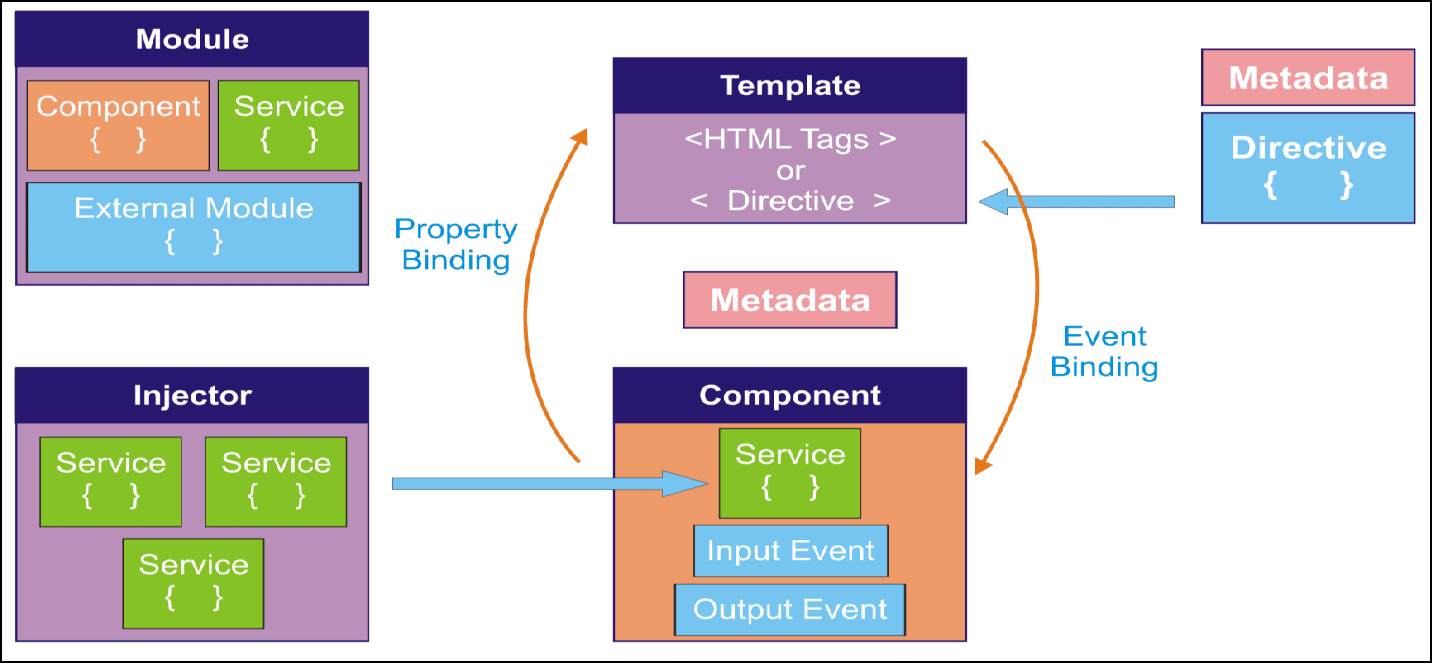 Module
Component
{ }
Service
{ }
External Module
{ }
Injector
Service
{ }
Service
{ }
Service
{ }
Property
Binding
Template
<HTML Tags >
or
< Directive >
Metadata
Component
Service
{ }
Input Event
Output Event
Event
Binding
Metadata
Directive
{ }